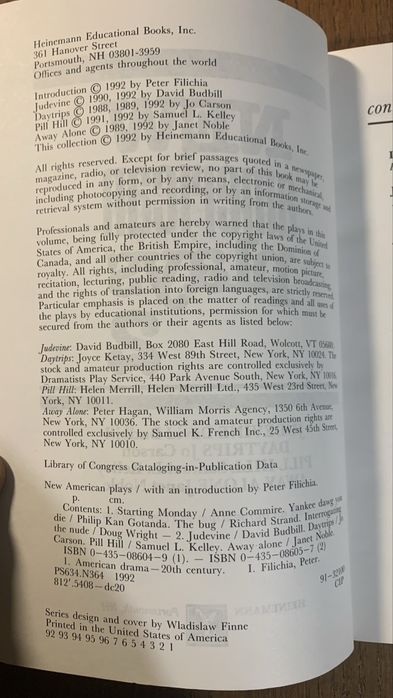 Heinemann Educational Books, Inc.
361 Hanover Street
Portsmouth, NH 03801-3959
Offices and agents throughout the world
Introduction © 1992 by Peter Filichia
Judevine © 1990, 1992 by David Budbill
Daytrips © 1988, 1989, 1992 by Jo Carson
Pill Hill © 1991, 1992 by Samuel L. Kelley
Away Alone © 1989, 1992 by Janet Noble
This collection © 1992 by Heinemann Educational Books, Inc.
All rights reserved. Except for brief passages quoted in a newspaper,
magazine, radio, or television review, no part of this book may be
reproduced in any form, or by any means, electronic or mechanical,
including photocopying and recording, or by an information storage and
retrieval system without permission in writing from the authors.
Professionals and amateurs are hereby warned that the plays in this
volume, being fully protected under the copyright laws of the United
States of America, the British Empire, including the Dominion of
Canada, and all other countries of the copyright union, are subject to
royalty. All rights, including professional, amateur, motion picture,
recitation, lecturing, public reading, radio and television broadcasting,
and the rights of translation into foreign languages, are strictly reserved.
Particular emphasis is placed on the matter of readings and all uses of
the plays by educational institutions, permission for which must be
secured from the authors or their agents as listed below:
Judevine: David Budbill, Box 2080 East Hill Road, Wolcott, VT 05680.
Daytrips: Joyce Ketay, 334 West 89th Street, New York, NY 10024. The
stock and amateur production rights are controlled exclusively by
Dramatists Play Service, 440 Park Avenue South, New York, NY 10016.
Pill Hill: Helen Merrill, Helen Merrill Ltd., 435 West 23rd Street, New
York, NY 10011.
Away Alone: Peter Hagan, William Morris Agency, 1350 6th Avenue,
New York, NY 10036. The stock and amateur production rights are
controlled exclusively by Samuel K. French Inc., 25 West 45th Street,
New York, NY 10010.
Library of Congress Cataloging-in-Publication Data
New American plays / with an introduction by Peter Filichia.
p. cm.
Contents: 1. Starting Monday / Anne Commire. Yankee dawg you
die / Philip Kan Gotanda. The bug / Richard Strand. Interrogating
the nude / Doug Wright — 2. Judevine / David Budbill. Daytrips / Jo
Carson. Pill Hill / Samuel L. Kelley. Away alone / Janet Noble.
ISBN 0-435-08604-9 (1). — ISBN 0-435-08605-7 (2)
1. American drama—20th century. I. Filichia, Peter.
PS634.N364 1992
812'.5408—dc20
91-32100
CIP
Series design and cover by Wladislaw Finne
Printed in the United States of America
92 93 94 95 96 7 6 5 4 3 2 1
con